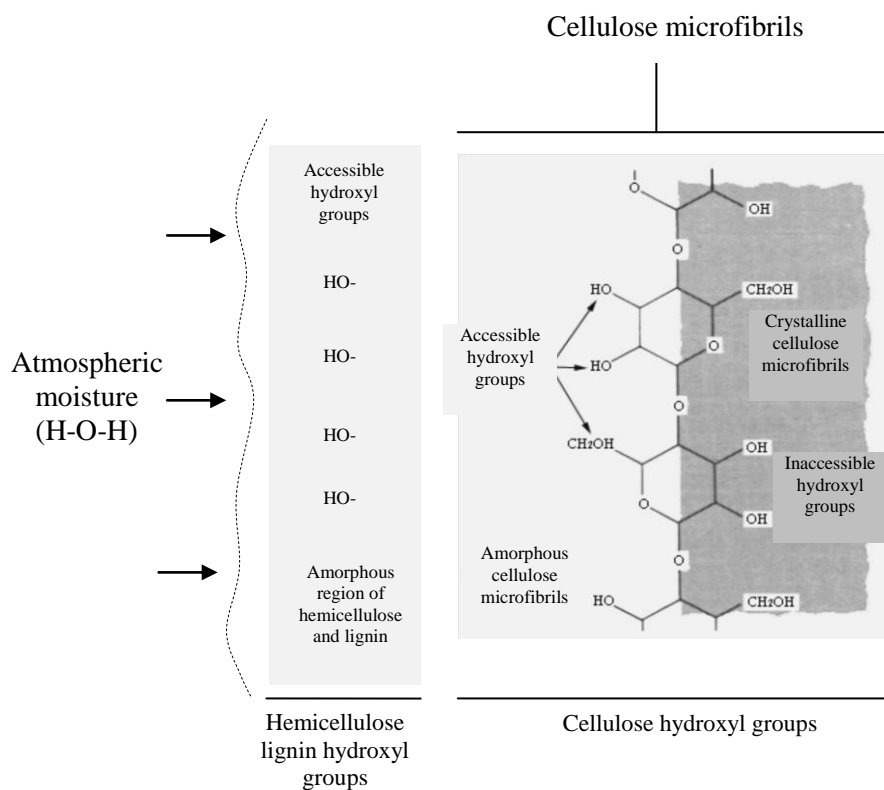 Cellulose microfibrils
Accessible
hydroxyl
groups
HO-
HO-
HO-
HO-
Amorphous
region of
hemicellulose
and lignin
Atmospheric
moisture
(H-O-H)
Hemicellulose
lignin hydroxyl
groups
O
OH
O
HO
CH2OH
Accessible
hydroxyl
groups
Crystalline
cellulose
microfibrils
O
HO
O
CH2OH
OH
Inaccessible
hydroxyl
groups
O
OH
O
Amorphous
cellulose
microfibrils
HO
CH2OH
Cellulose hydroxyl groups